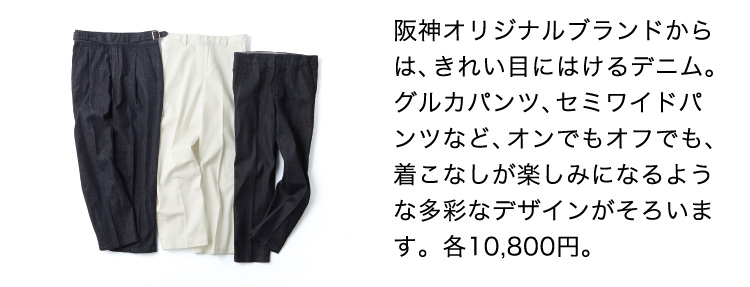 阪神オリジナルブランドから
は、きれい目にはけるデニム。
グルカパンツ、セミワイドパ
ンツなど、オンでもオフでも、
着こなしが楽しみになるよう
な多彩なデザインがそろいま
す。各10,800円。